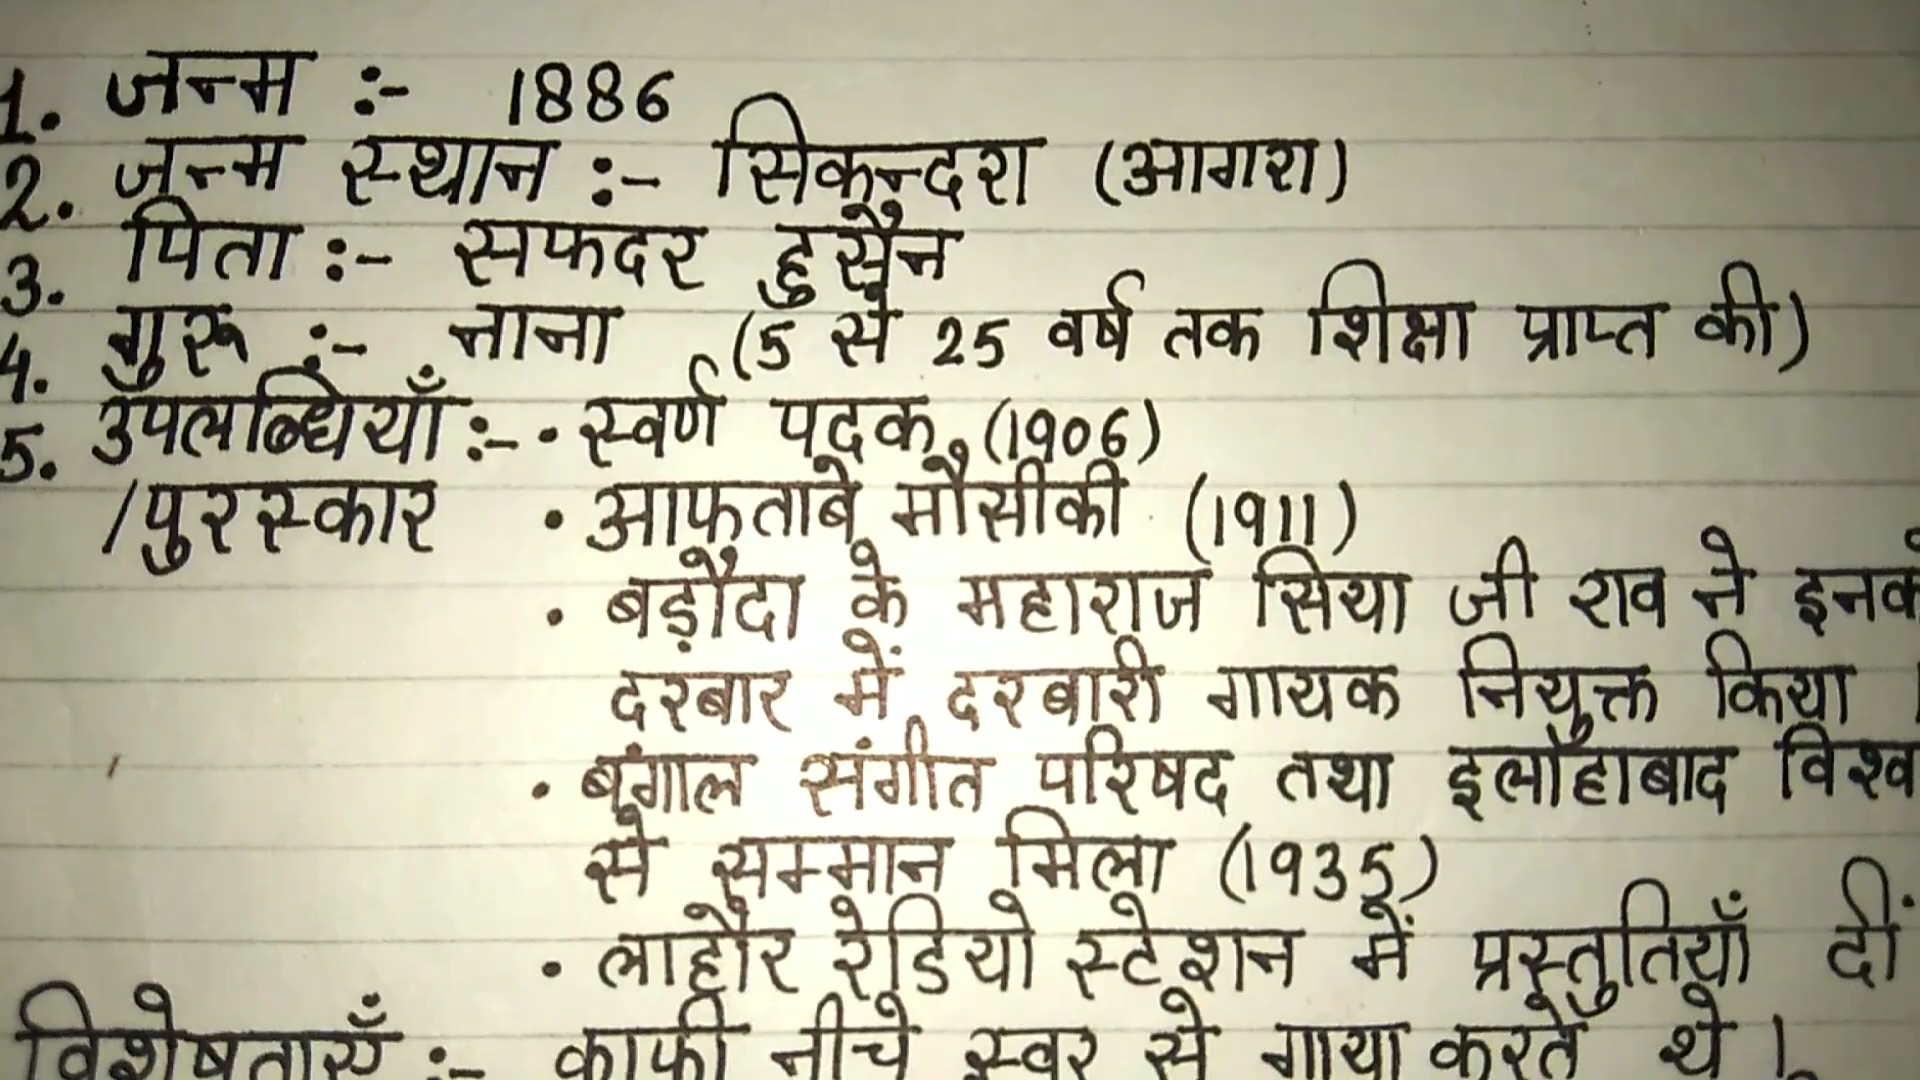 1. जन्म :- 1886
2. जन्म स्थान :- सिकन्दरा (आगरा)
3. पिता :- सफदर हुसैन
4. गुरू :- नाना (5 से 25 वर्ष तक शिक्षा प्राप्त की)
5. उपलब्धियाँ :- • स्वर्ण पदक (1906)
/पुरस्कार • आफताबे मौसीकी (1911)
• बड़ौदा के महाराज सिया जी राव ने
दरबार में दरबारी गायक नियुक्त किया ।
• बंगाल संगीत परिषद तथा इलाहाबाद
से सम्मान मिला (1935)
• लाहौर रेडियो स्टेशन में प्रस्तुतियाँ दीं
विशेषताएँ :- काफी नीचे स्वर से गाया करते थे ।